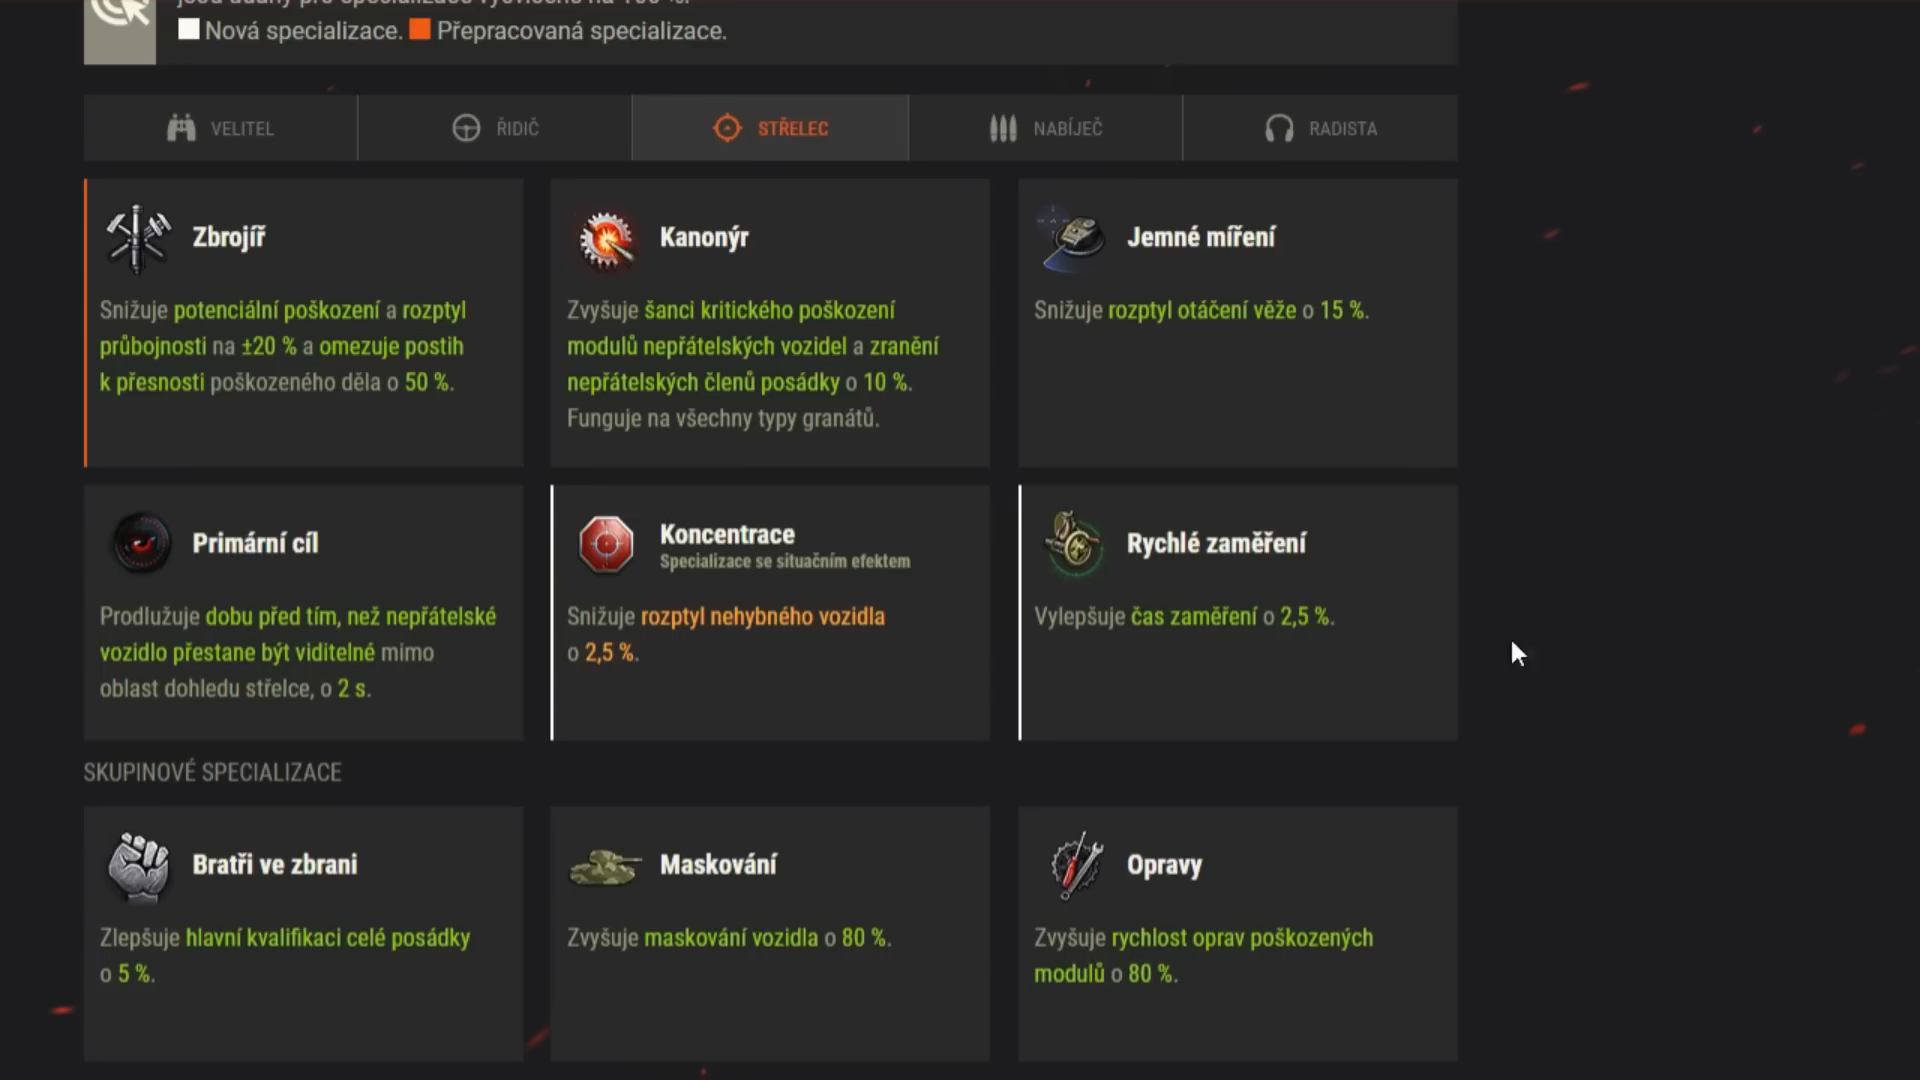 Nová specializace. Přepracovaná specializace.
VELITEL
ŘIDIČ
STŘELEC
NABÍJEČ
RADISTA
Zbrojíř
Snižuje potenciální poškození a rozptyl
průbojnosti na ±20 % a omezuje postih
k přesnosti poškozeného děla o 50 %.
Kanonýr
Zvyšuje šanci kritického poškození
modulů nepřátelských vozidel a zranění
nepřátelských členů posádky o 10 %.
Funguje na všechny typy granátů.
Jemné míření
Snižuje rozptyl otáčení věže o 15 %.
Primární cíl
Prodlužuje dobu před tím, než nepřátelské
vozidlo přestane být viditelné mimo
oblast dohledu střelce, o 2 s.
Koncentrace
Specializace se situačním efektem
Snižuje rozptyl nehybného vozidla
o 2,5 %.
Rychlé zaměření
Vylepšuje čas zaměření o 2,5 %.
SKUPINOVÉ SPECIALIZACE
Bratři ve zbrani
Zlepšuje hlavní kvalifikaci celé posádky
o 5 %.
Maskování
Zvyšuje maskování vozidla o 80 %.
Opravy
Zvyšuje rychlost oprav poškozených
modulů o 80 %.